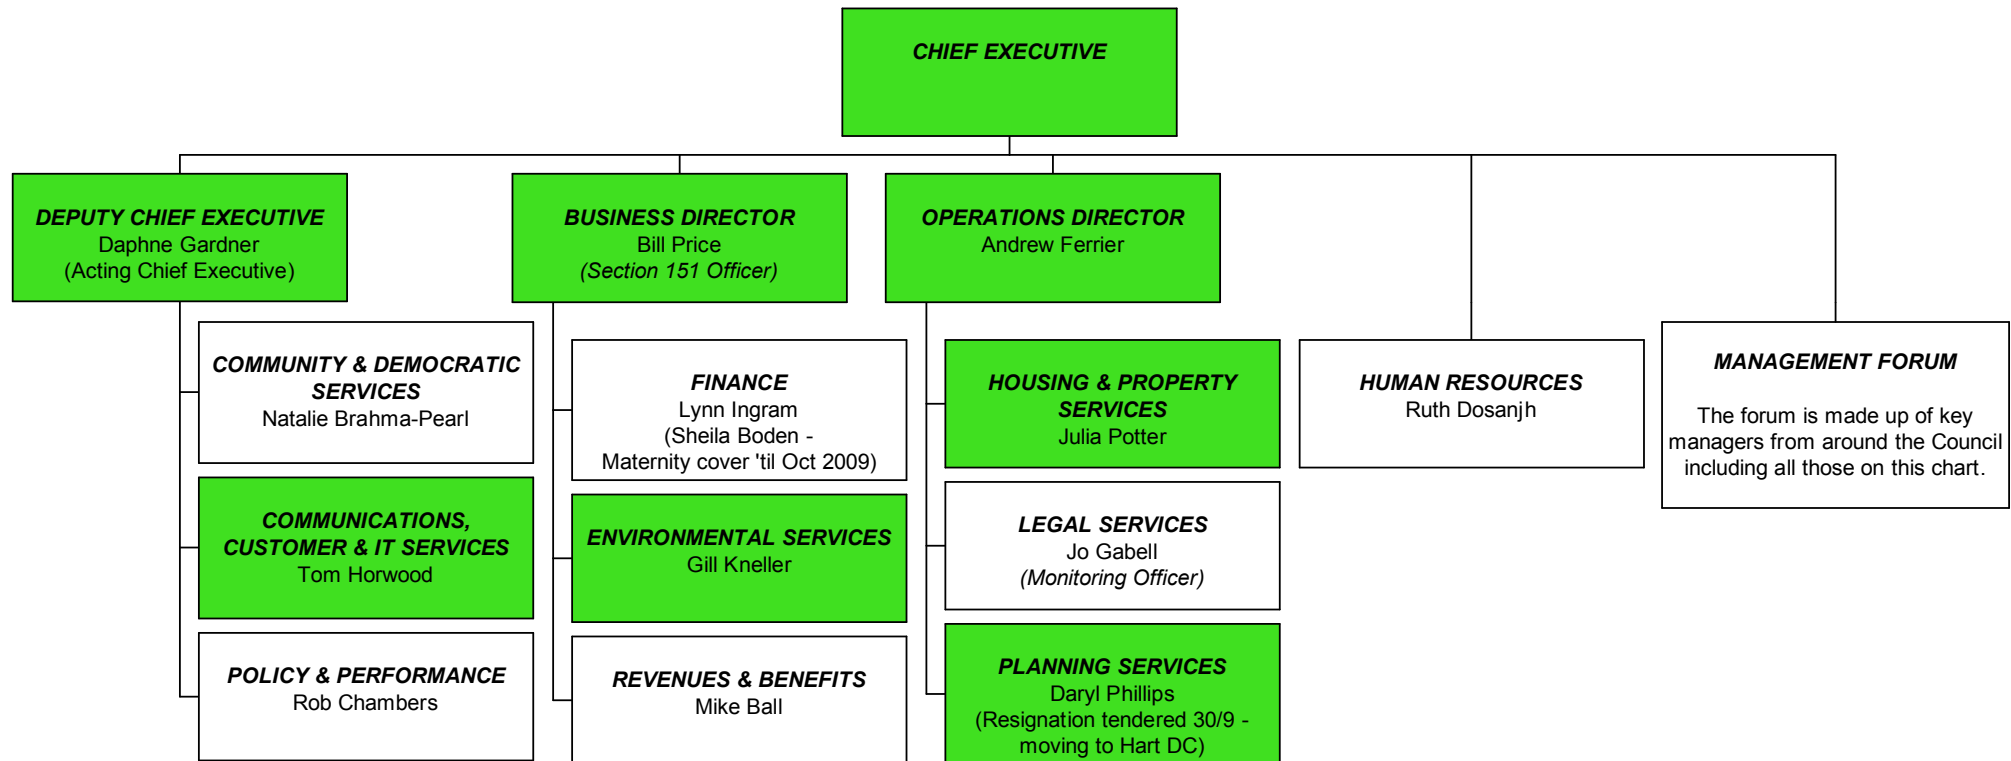 CHIEF EXECUTIVE
DEPUTY CHIEF EXECUTIVE
Daphne Gardner
(Acting Chief Executive)
BUSINESS DIRECTOR
Bill Price
(Section 151 Officer)
OPERATIONS DIRECTOR
Andrew Ferrier
COMMUNITY & DEMOCRATIC
SERVICES
Natalie Brahma-Pearl
COMMUNICATIONS,
CUSTOMER & IT SERVICES
Tom Horwood
POLICY & PERFORMANCE
Rob Chambers
FINANCE
Lynn Ingram
(Sheila Boden -
Maternity cover 'til Oct 2009)
ENVIRONMENTAL SERVICES
Gill Kneller
REVENUES & BENEFITS
Mike Ball
HOUSING & PROPERTY
SERVICES
Julia Potter
LEGAL SERVICES
Jo Gabell
(Monitoring Officer)
PLANNING SERVICES
Daryl Phillips
(Resignation tendered 30/9 -
moving to Hart DC)
HUMAN RESOURCES
Ruth Dosanjh
MANAGEMENT FORUM
The forum is made up of key
managers from around the Council
including all those on this chart.